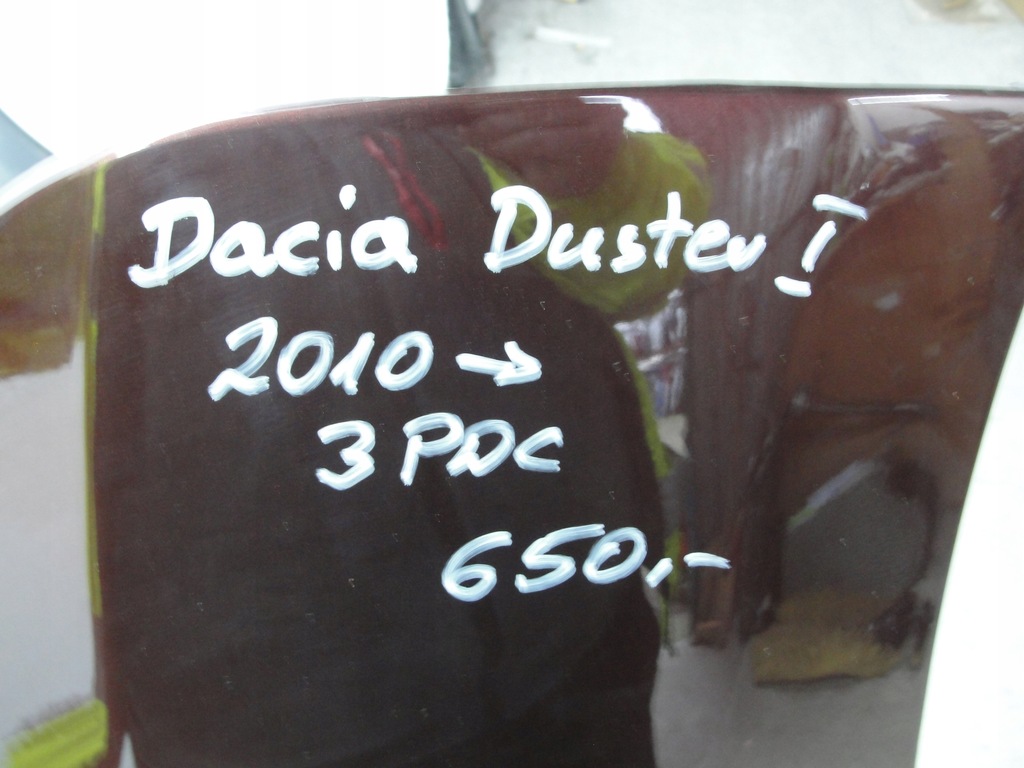 Dacia Duster I
2010 →
3 PDC
650,-